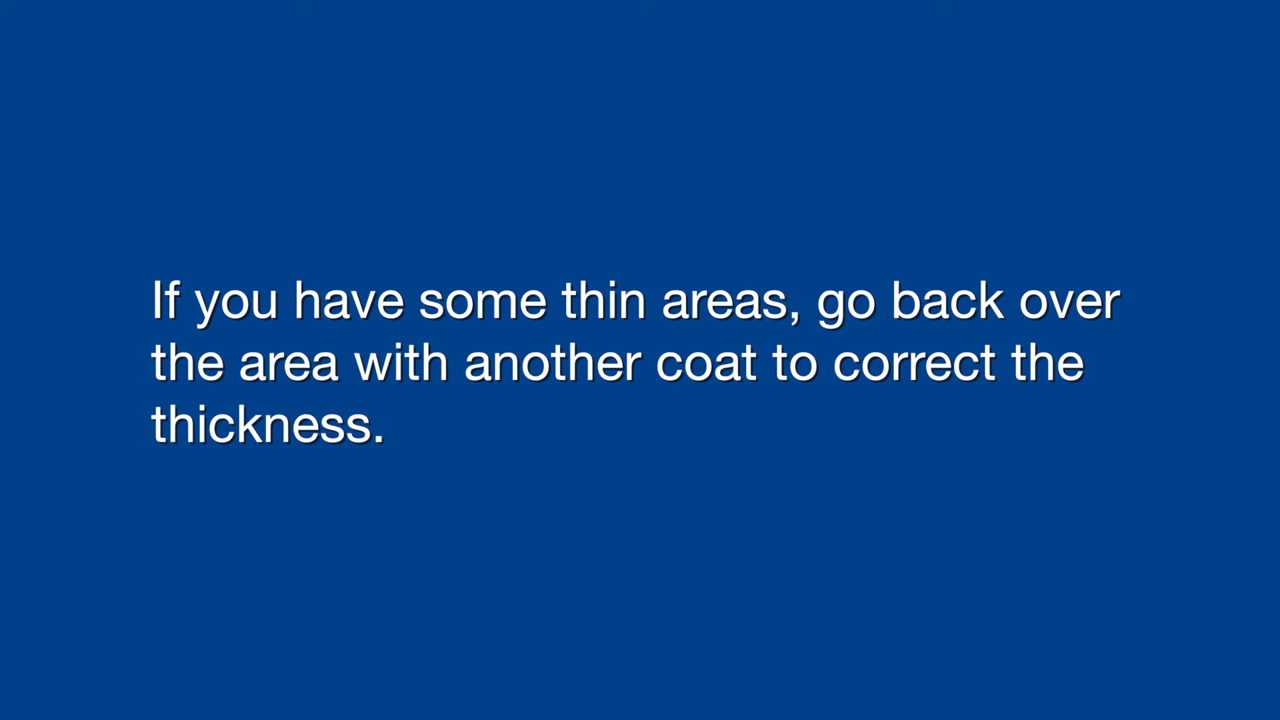 If you have some thin areas, go back over
the area with another coat to correct the
thickness.